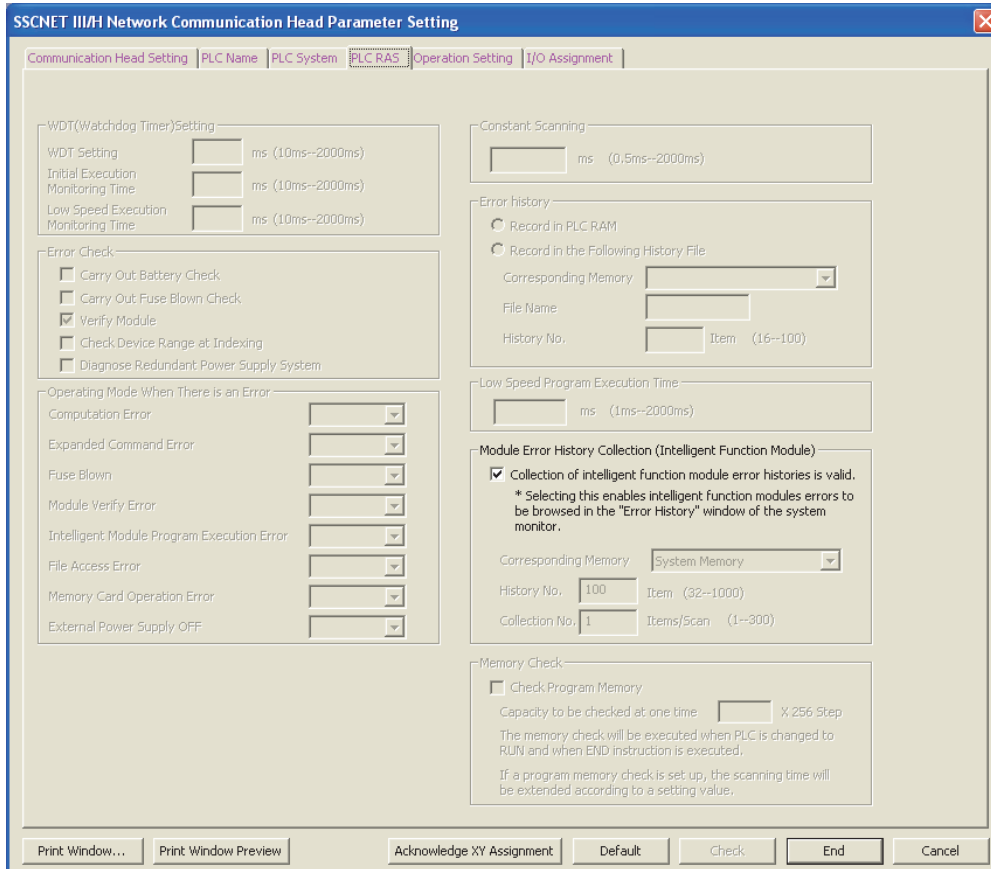 SSCNET III/H Network Communication Head Parameter Setting
Communication Head Setting PLC Name PLC System PLC RAS Operation Setting I/O Assignment
WDT(Watchdog Timer)Setting
WDT Setting ms (10ms--2000ms)
Initial Execution
Monitoring Time ms (10ms--2000ms)
Low Speed Execution
Monitoring Time ms (10ms--2000ms)
Error Check
Carry Out Battery Check
Carry Out Fuse Blown Check
Verify Module
Check Device Range at Indexing
Diagnose Redundant Power Supply System
Operating Mode When There is an Error
Computation Error
Expanded Command Error
Fuse Blown
Module Verify Error
Intelligent Module Program Execution Error
File Access Error
Memory Card Operation Error
External Power Supply OFF
Constant Scanning
ms (0.5ms--2000ms)
Error history
Record in PLC RAM
Record in the Following History File
Corresponding Memory
File Name
History No. Item (16--100)
Low Speed Program Execution Time
ms (1ms--2000ms)
Module Error History Collection (Intelligent Function Module)
Collection of intelligent function module error histories is valid.
* Selecting this enables intelligent function modules errors to
be browsed in the "Error History" window of the system
monitor.
Corresponding Memory System Memory
History No. 100 Item (32--1000)
Collection No. 1 Items/Scan (1--300)
Memory Check
Check Program Memory
Capacity to be checked at one time X 256 Step
The memory check will be executed when PLC is changed to
RUN and when END instruction is executed.
If a program memory check is set up, the scanning time will
be extended according to a setting value.
Print Window... Print Window Preview Acknowledge XY Assignment Default Check End Cancel